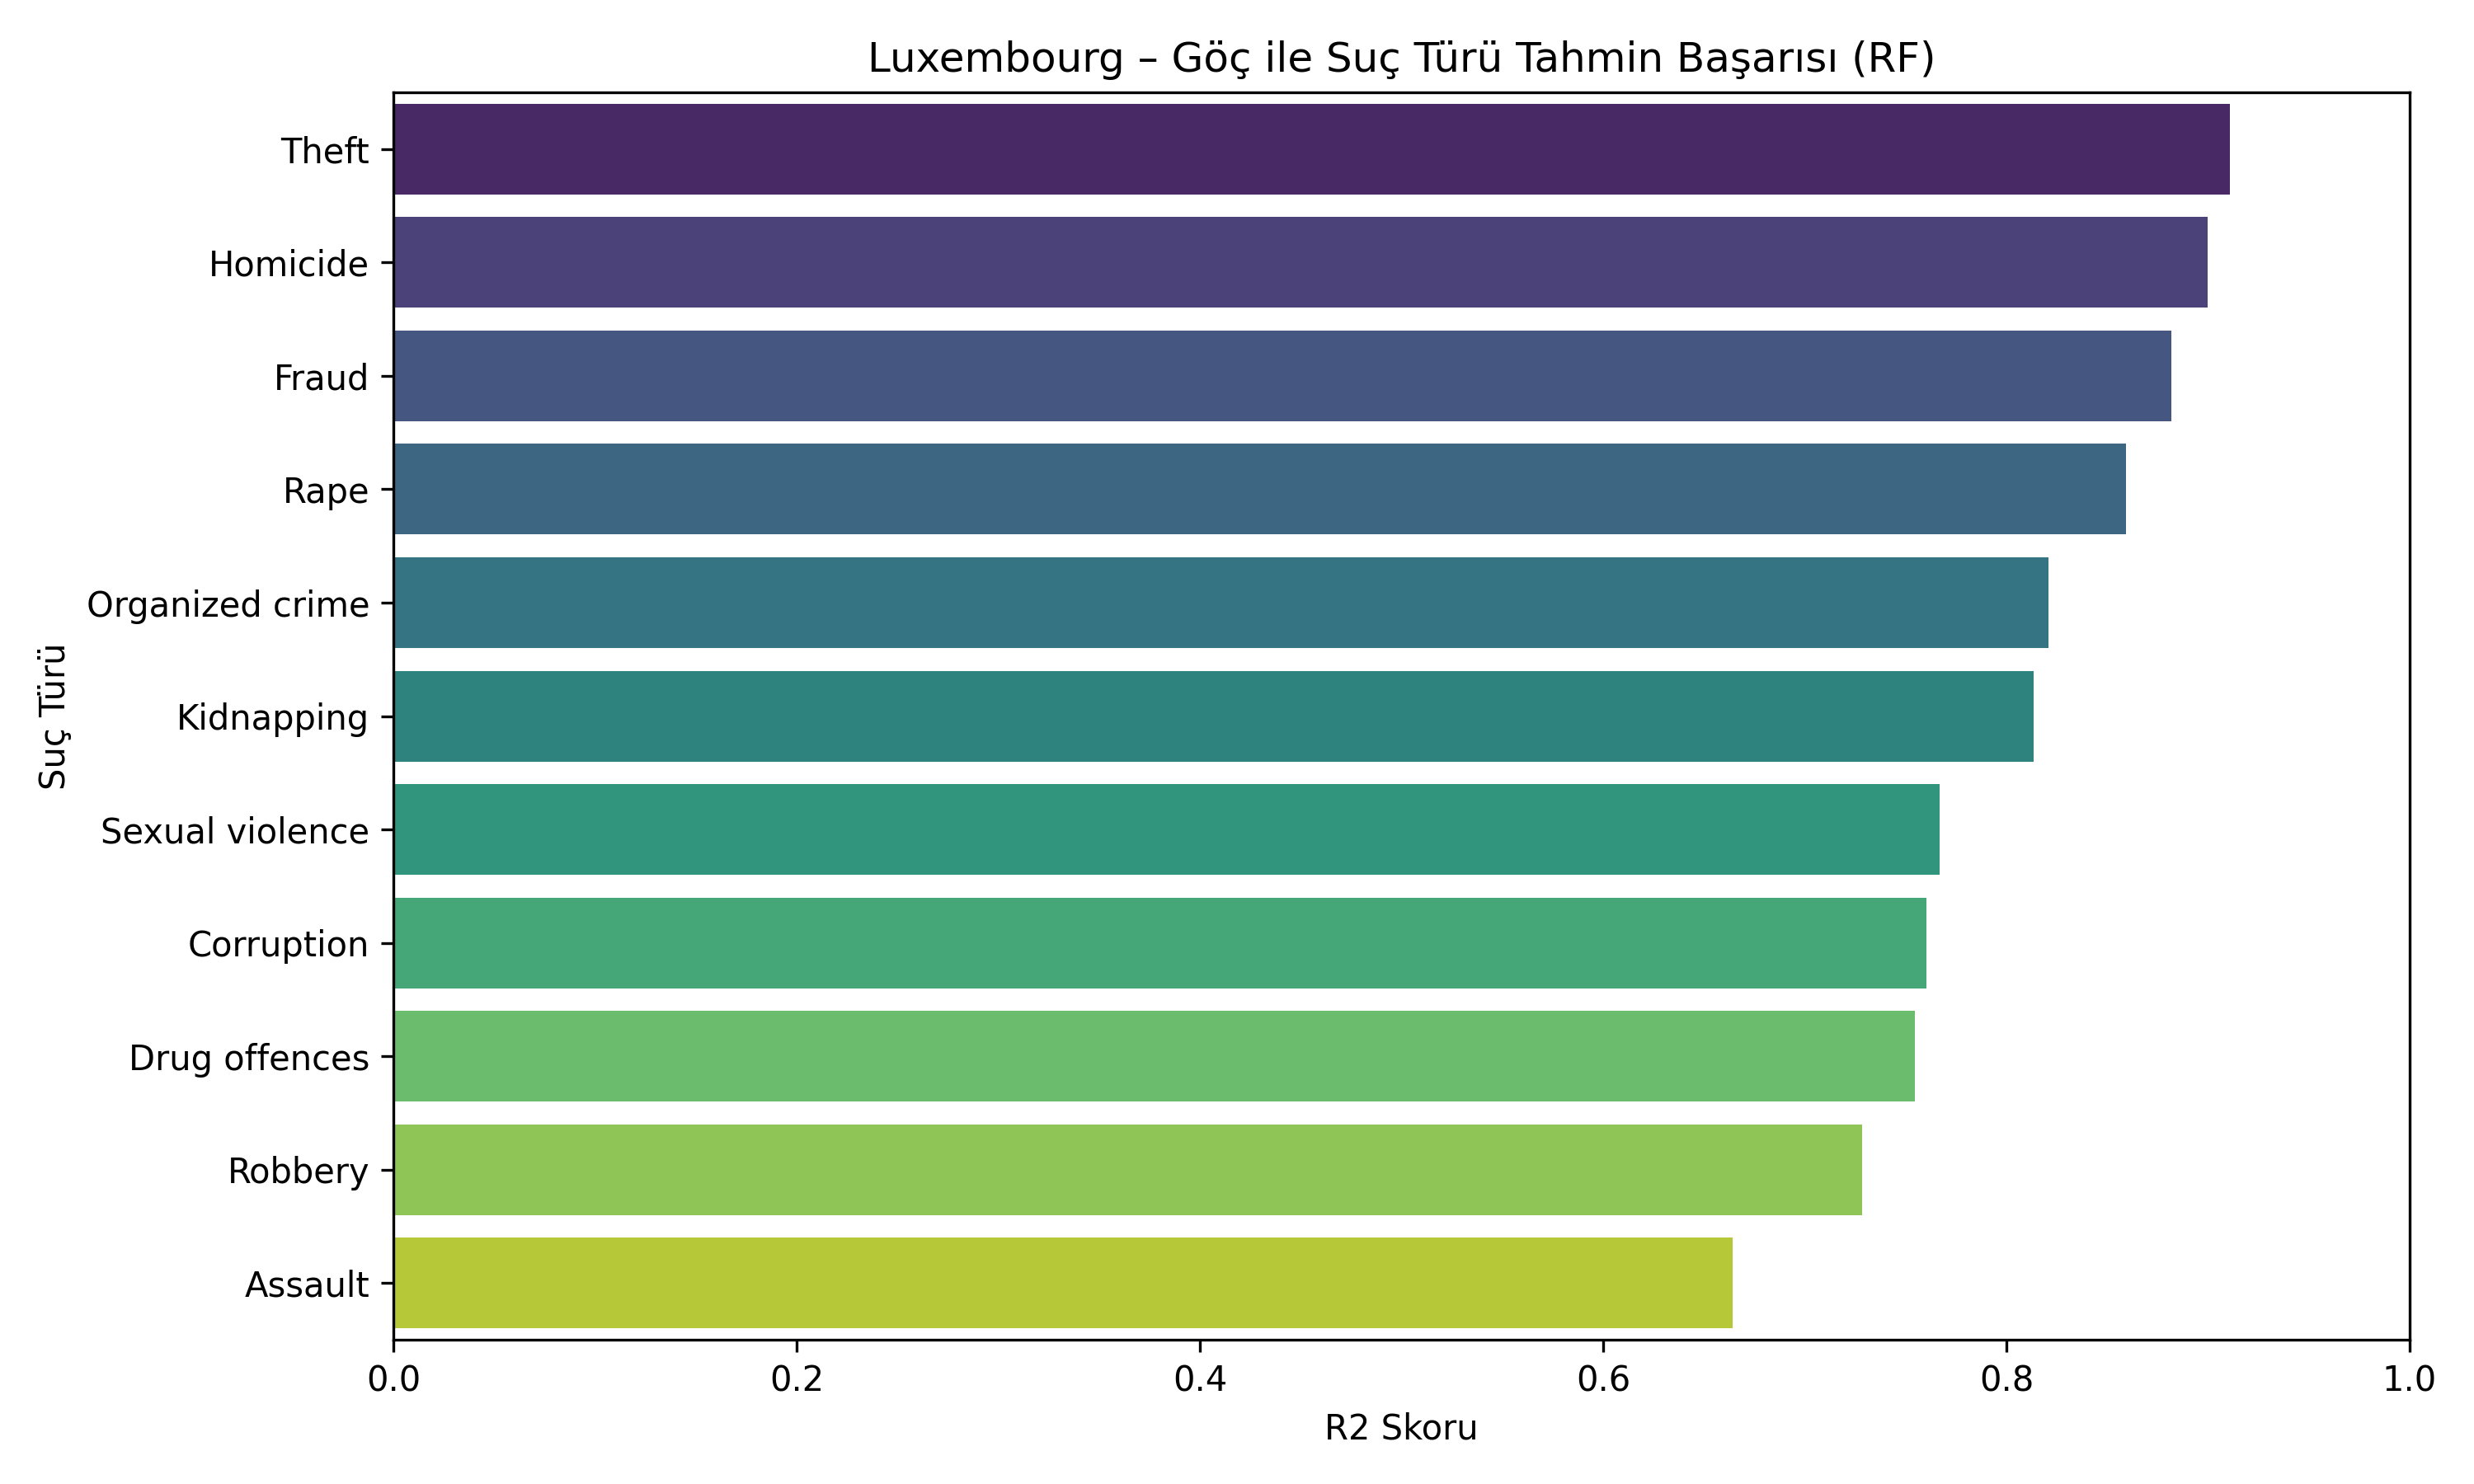 Luxembourg – Göç ile Suç Türü Tahmin Başarısı (RF)
Suç Türü
Theft
Homicide
Fraud
Rape
Organized crime
Kidnapping
Sexual violence
Corruption
Drug offences
Robbery
Assault
0.0 0.2 0.4 0.6 0.8 1.0
R2 Skoru